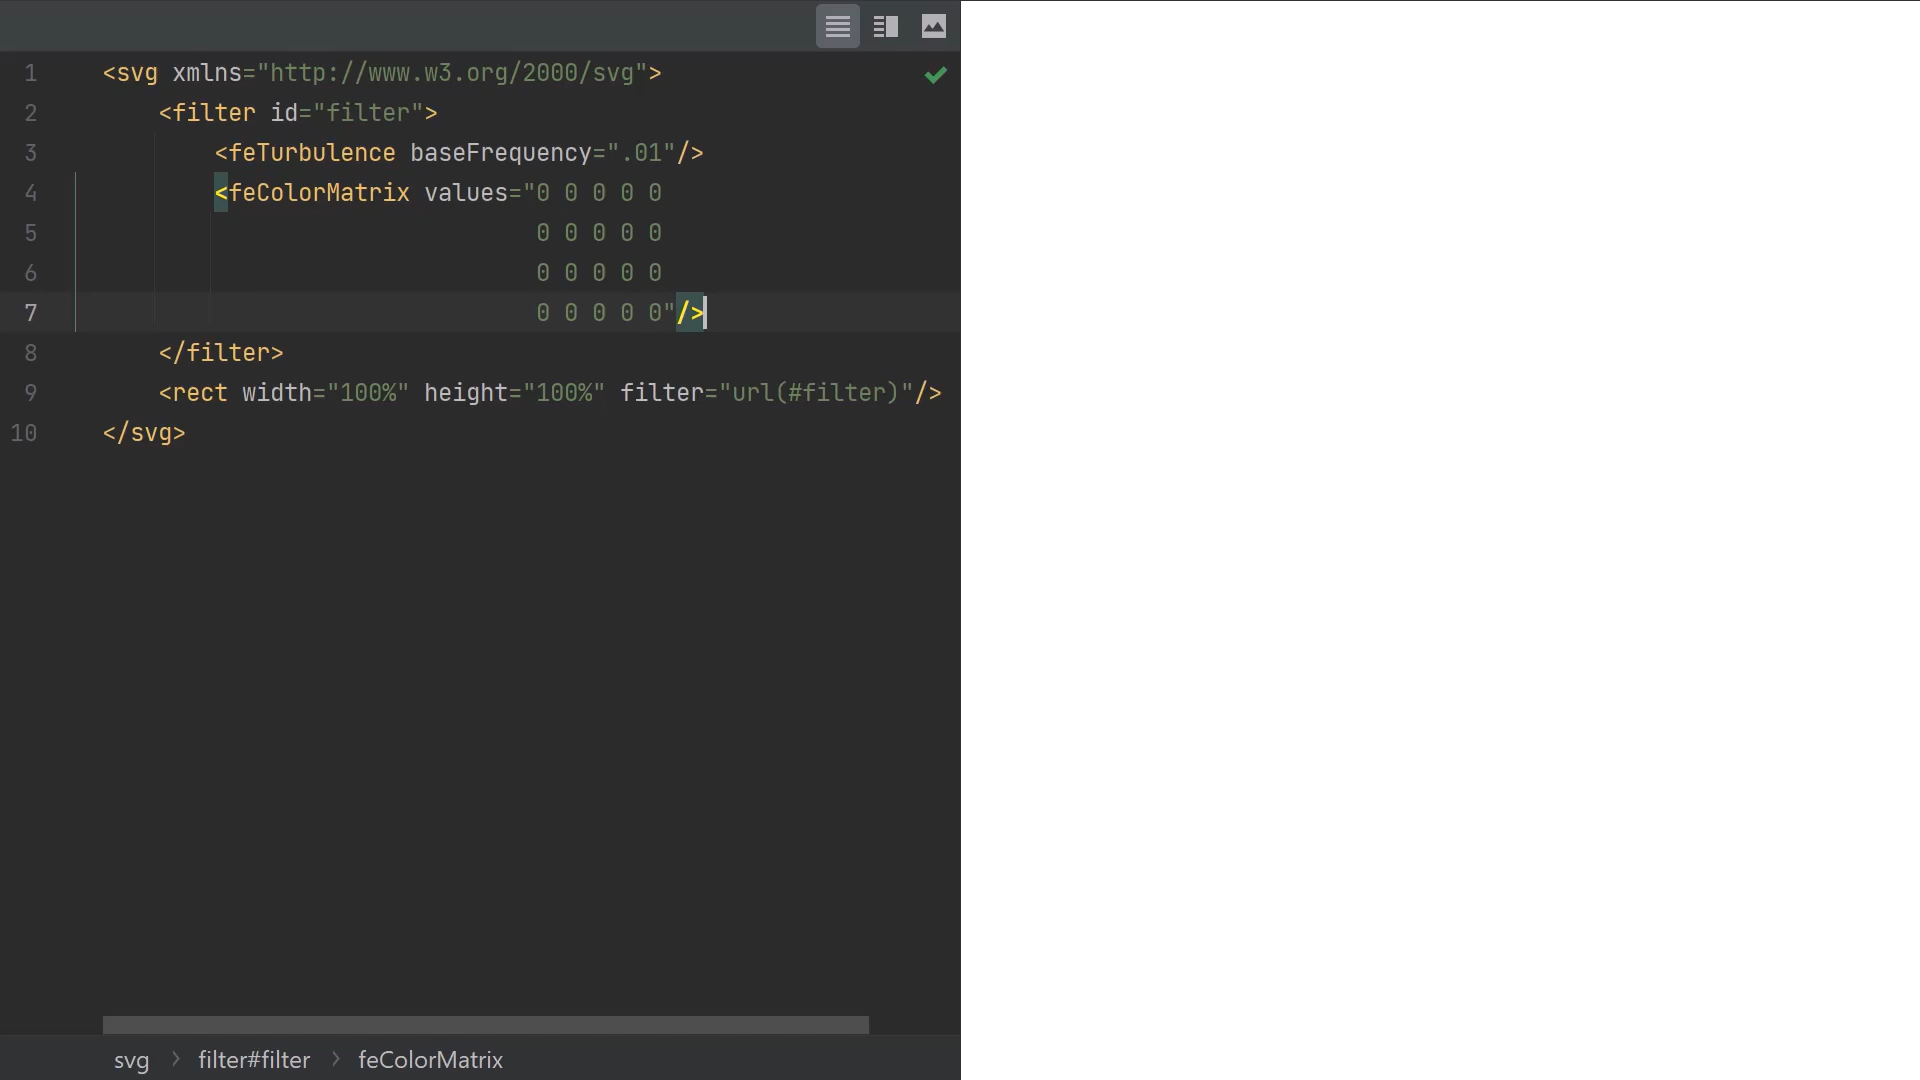 1 <svg xmlns="http://www.w3.org/2000/svg">
2 <filter id="filter">
3 <feTurbulence baseFrequency=".01"/>
4 <feColorMatrix values="0 0 0 0 0
5 0 0 0 0 0
6 0 0 0 0 0
7 0 0 0 0 0"/>
8 </filter>
9 <rect width="100%" height="100%" filter="url(#filter)"/>
10 </svg>
svg > filter#filter > feColorMatrix